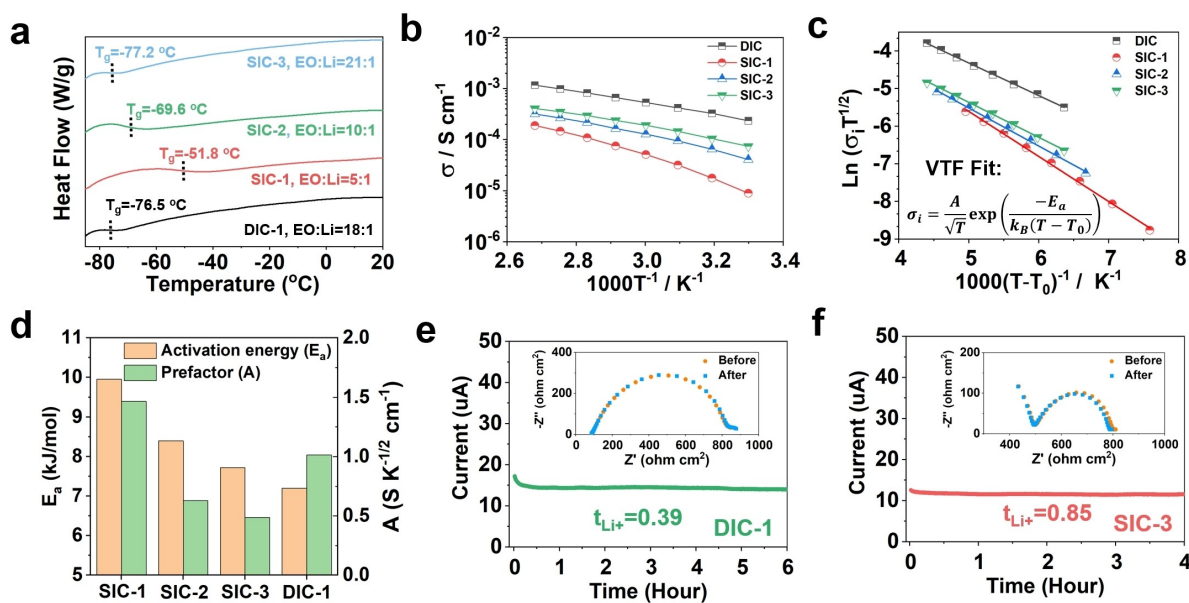 a
Heat Flow (W/g)
Tg=-77.2 °C
SIC-3, EO:Li=21:1
Tg=-69.6 °C
SIC-2, EO:Li=10:1
Tg=-51.8 °C
SIC-1, EO:Li=5:1
Tg=-76.5 °C
DIC-1, EO:Li=18:1
-80 -60 -40 -20 0 20
Temperature (°C)
b
σ / S cm⁻¹
10⁻¹
10⁻²
10⁻³
10⁻⁴
10⁻⁵
10⁻⁶
DIC
SIC-1
SIC-2
SIC-3
2.6 2.8 3.0 3.2 3.4
1000T⁻¹ / K⁻¹
c
Ln (σᵢT¹ᐟ²)
-4
-5
-6
-7
-8
-9
DIC
SIC-1
SIC-2
SIC-3
VTF Fit:
σᵢ = A/√T exp(-Eₐ/k_B(T − T₀))
4 5 6 7 8
1000(T-T₀)⁻¹ / K⁻¹
d
Eₐ (kJ/mol)
11
10
9
8
7
6
5
Activation energy (Eₐ)
Prefactor (A)
2.0
1.5
1.0
0.5
0.0
A (S K⁻¹ᐟ² cm⁻¹)
SIC-1 SIC-2 SIC-3 DIC-1
e
Current (uA)
50
40
30
20
10
0
-Z'' (ohm cm²)
400
200
0
Before
After
0 200 400 600 800 1000
Z' (ohm cm²)
t_Li+=0.39
DIC-1
0 1 2 3 4 5 6
Time (Hour)
f
Current (uA)
50
40
30
20
10
0
-Z'' (ohm cm²)
200
100
0
Before
After
400 600 800 1000
Z' (ohm cm²)
t_Li+=0.85
SIC-3
0 1 2 3 4
Time (Hour)